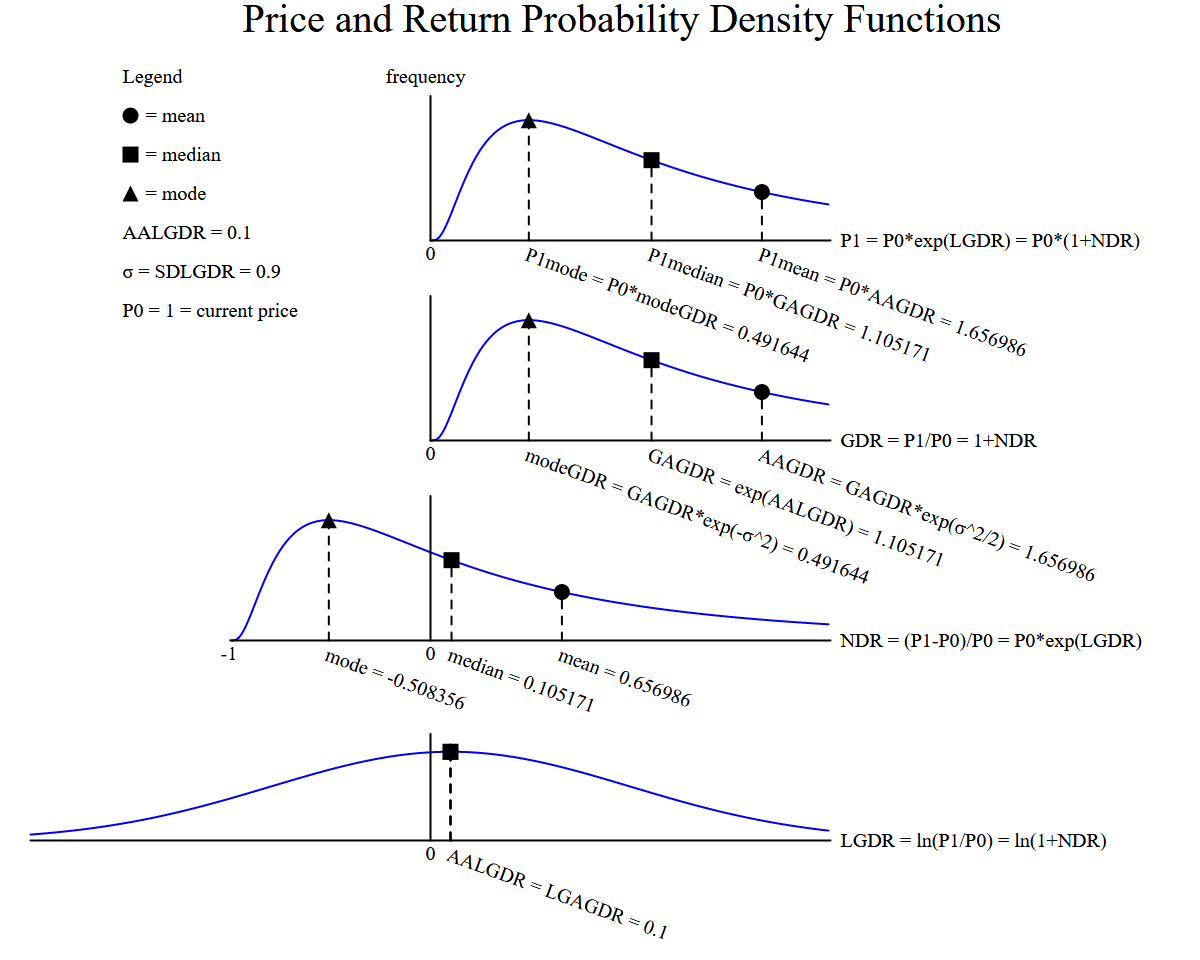 Price and Return Probability Density Functions
Legend
= mean
= median
= mode
AALGDR = 0.1
σ = SDLGDR = 0.9
P0 = 1 = current price
frequency
0
P1 = P0*exp(LGDR) = P0*(1+NDR)
P1mode = P0*modeGDR = 0.491644
P1median = P0*GAGDR = 1.105171
P1mean = P0*AAGDR = 1.656986
0
GDR = P1/P0 = 1+NDR
modeGDR = GAGDR*exp(-σ^2) = 0.491644
GAGDR = exp(AALGDR) = 1.105171
AAGDR = GAGDR*exp(σ^2/2) = 1.656986
-1
0
NDR = (P1-P0)/P0 = P0*exp(LGDR)
mode = -0.508356
median = 0.105171
mean = 0.656986
0
LGDR = ln(P1/P0) = ln(1+NDR)
AALGDR = LGAGDR = 0.1